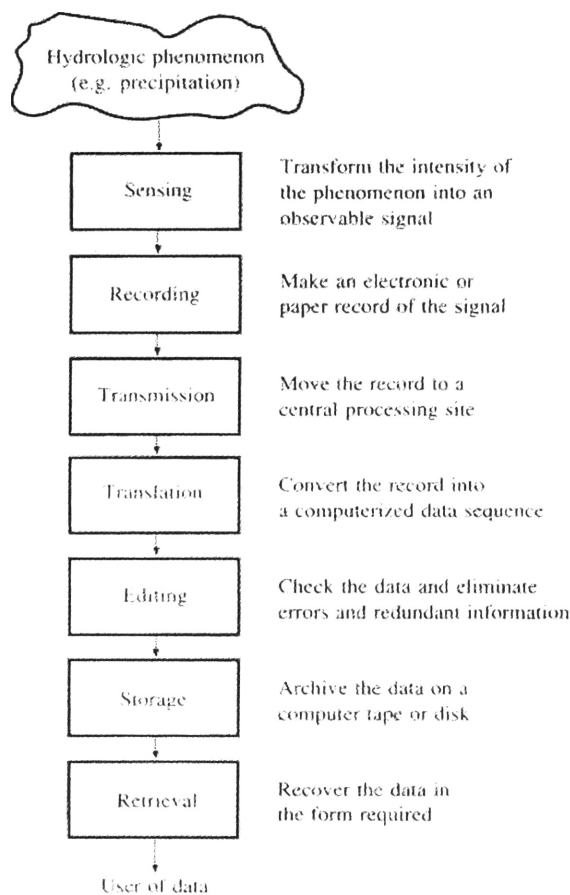 Hydrologic phenomenon
(e.g. precipitation)
Sensing
Transform the intensity of
the phenomenon into an
observable signal
Recording
Make an electronic or
paper record of the signal
Transmission
Move the record to a
central processing site
Translation
Convert the record into
a computerized data sequence
Editing
Check the data and eliminate
errors and redundant information
Storage
Archive the data on a
computer tape or disk
Retrieval
Recover the data in
the form required
User of data